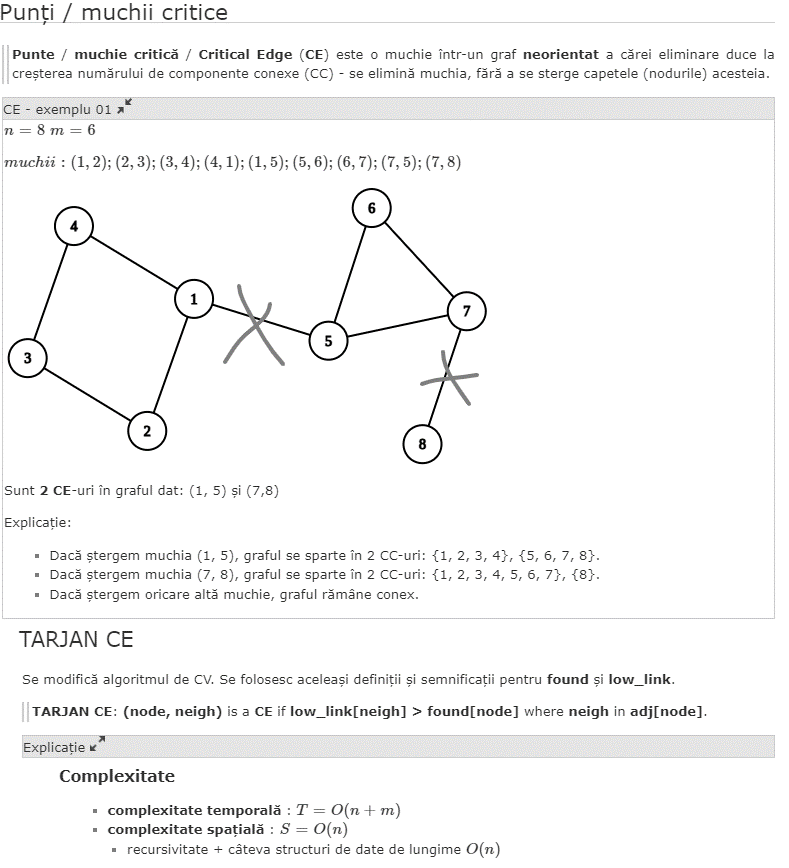 Punți / muchii critice
Punte / muchie critică / Critical Edge (CE) este o muchie într-un graf neorientat a cărei eliminare duce la
creșterea numărului de componente conexe (CC) - se elimină muchia, fără a se sterge capetele (nodurile) acesteia.
CE - exemplu 01
n = 8 m = 6
muchii : (1, 2); (2, 3); (3, 4); (4, 1); (1, 5); (5, 6); (6, 7); (7, 5); (7, 8)
6
4
1
7
5
3
2
8
Sunt 2 CE-uri în graful dat: (1, 5) și (7,8)
Explicație:
Dacă ștergem muchia (1, 5), graful se sparte în 2 CC-uri: {1, 2, 3, 4}, {5, 6, 7, 8}.
Dacă ștergem muchia (7, 8), graful se sparte în 2 CC-uri: {1, 2, 3, 4, 5, 6, 7}, {8}.
Dacă ștergem oricare altă muchie, graful rămâne conex.
TARJAN CE
Se modifică algoritmul de CV. Se folosesc aceleași definiții și semnificații pentru found și low_link.
TARJAN CE: (node, neigh) is a CE if low_link[neigh] > found[node] where neigh in adj[node].
Explicație
Complexitate
complexitate temporală : T = O(n + m)
complexitate spațială : S = O(n)
recursivitate + câteva structuri de date de lungime O(n)